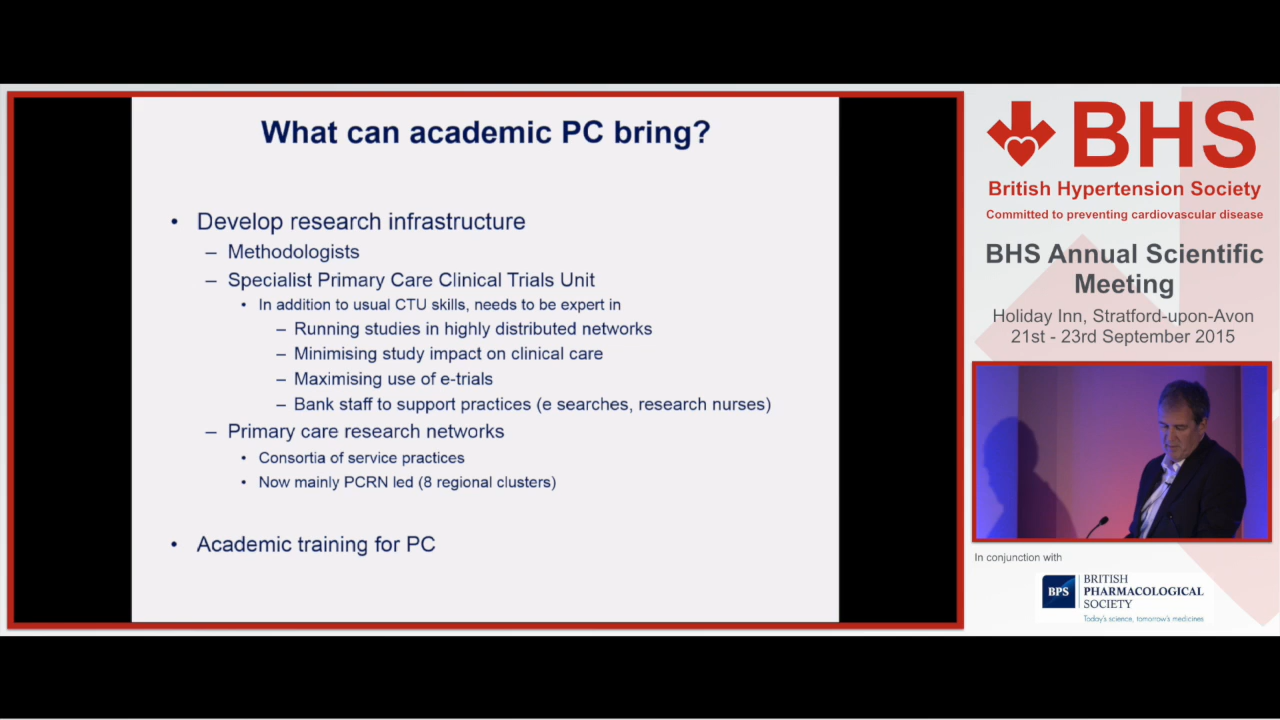 What can academic PC bring?
• Develop research infrastructure
– Methodologists
– Specialist Primary Care Clinical Trials Unit
• In addition to usual CTU skills, needs to be expert in
– Running studies in highly distributed networks
– Minimising study impact on clinical care
– Maximising use of e-trials
– Bank staff to support practices (e searches, research nurses)
– Primary care research networks
• Consortia of service practices
• Now mainly PCRN led (8 regional clusters)
• Academic training for PC
BHS
British Hypertension Society
Committed to preventing cardiovascular disease
BHS Annual Scientific
Meeting
Holiday Inn, Stratford-upon-Avon
21st - 23rd September 2015
In conjunction with
BPS
BRITISH
PHARMACOLOGICAL
SOCIETY
Today's science, tomorrow's medicines